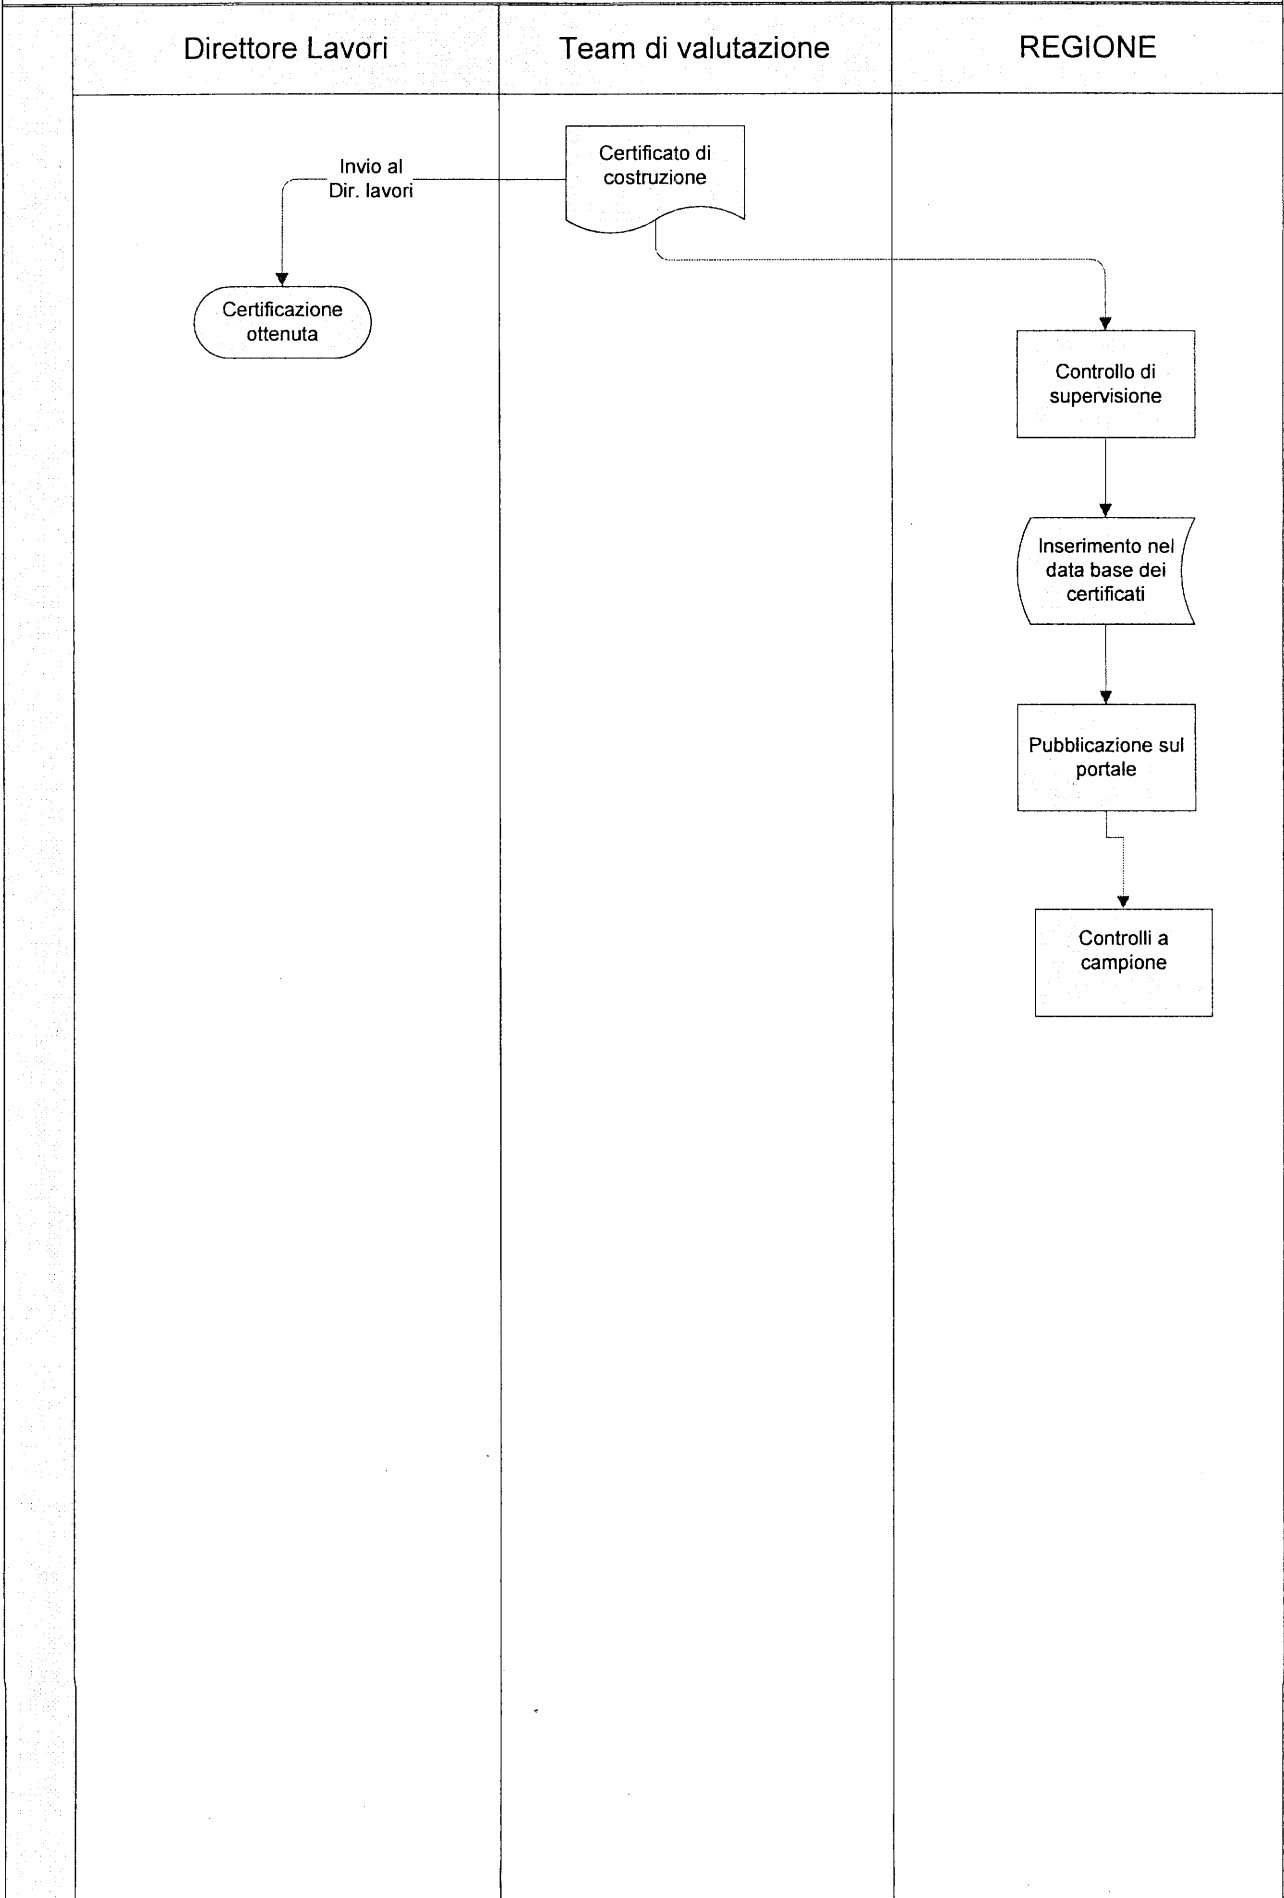 Direttore Lavori
Team di valutazione
REGIONE
Certificato di
costruzione
Invio al
Dir. lavori
Certificazione
ottenuta
Controllo di
supervisione
Inserimento nel
data base dei
certificati
Pubblicazione sul
portale
Controlli a
campione